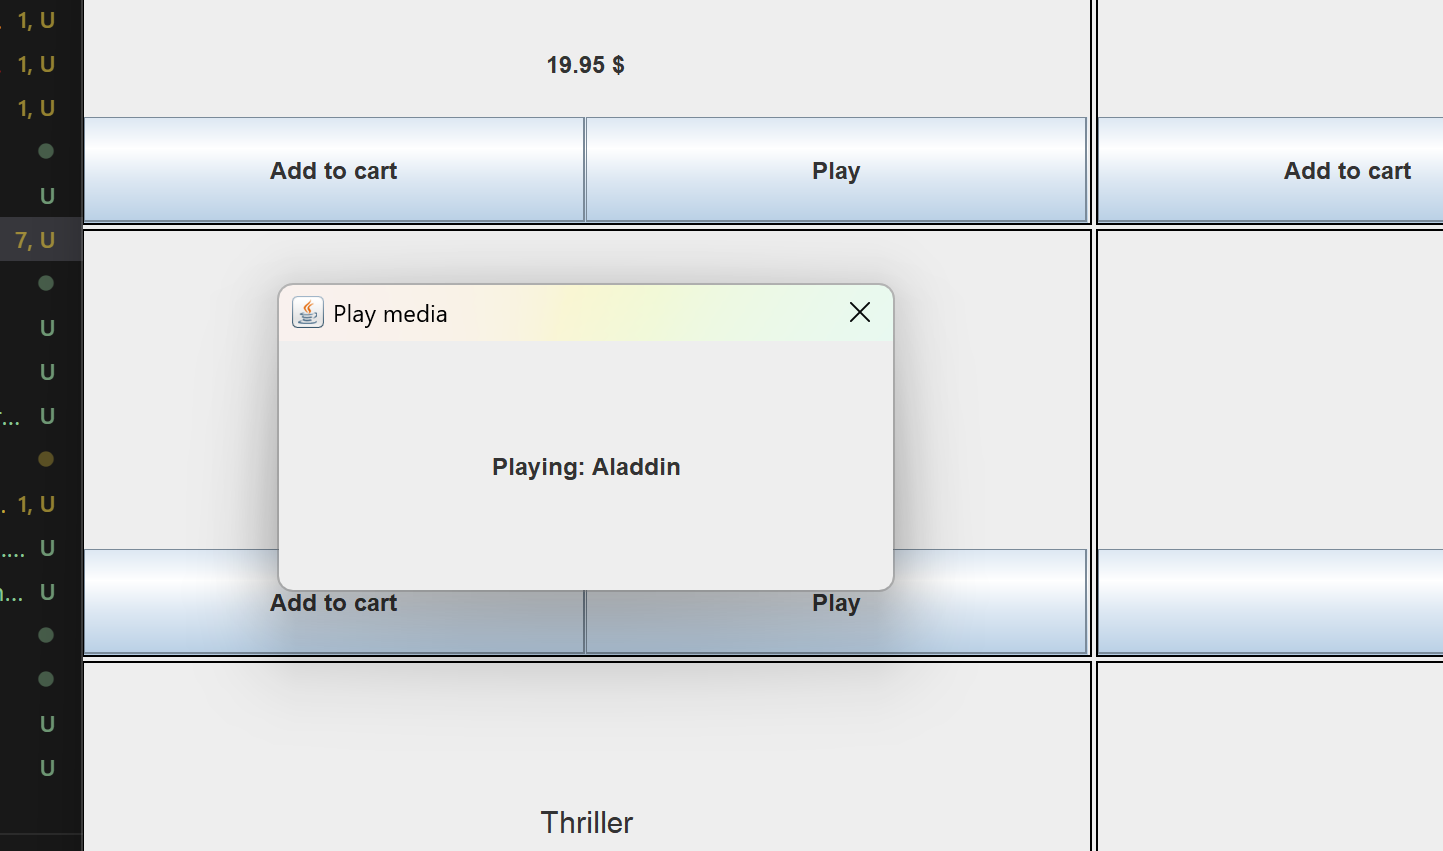 1, U
1, U
19.95 $
1, U
Add to cart
Play
Add to cart
U
7, U
Play media
U
U
... U
Playing: Aladdin
1, U
.... U
... U
Add to cart
Play
U
U
Thriller